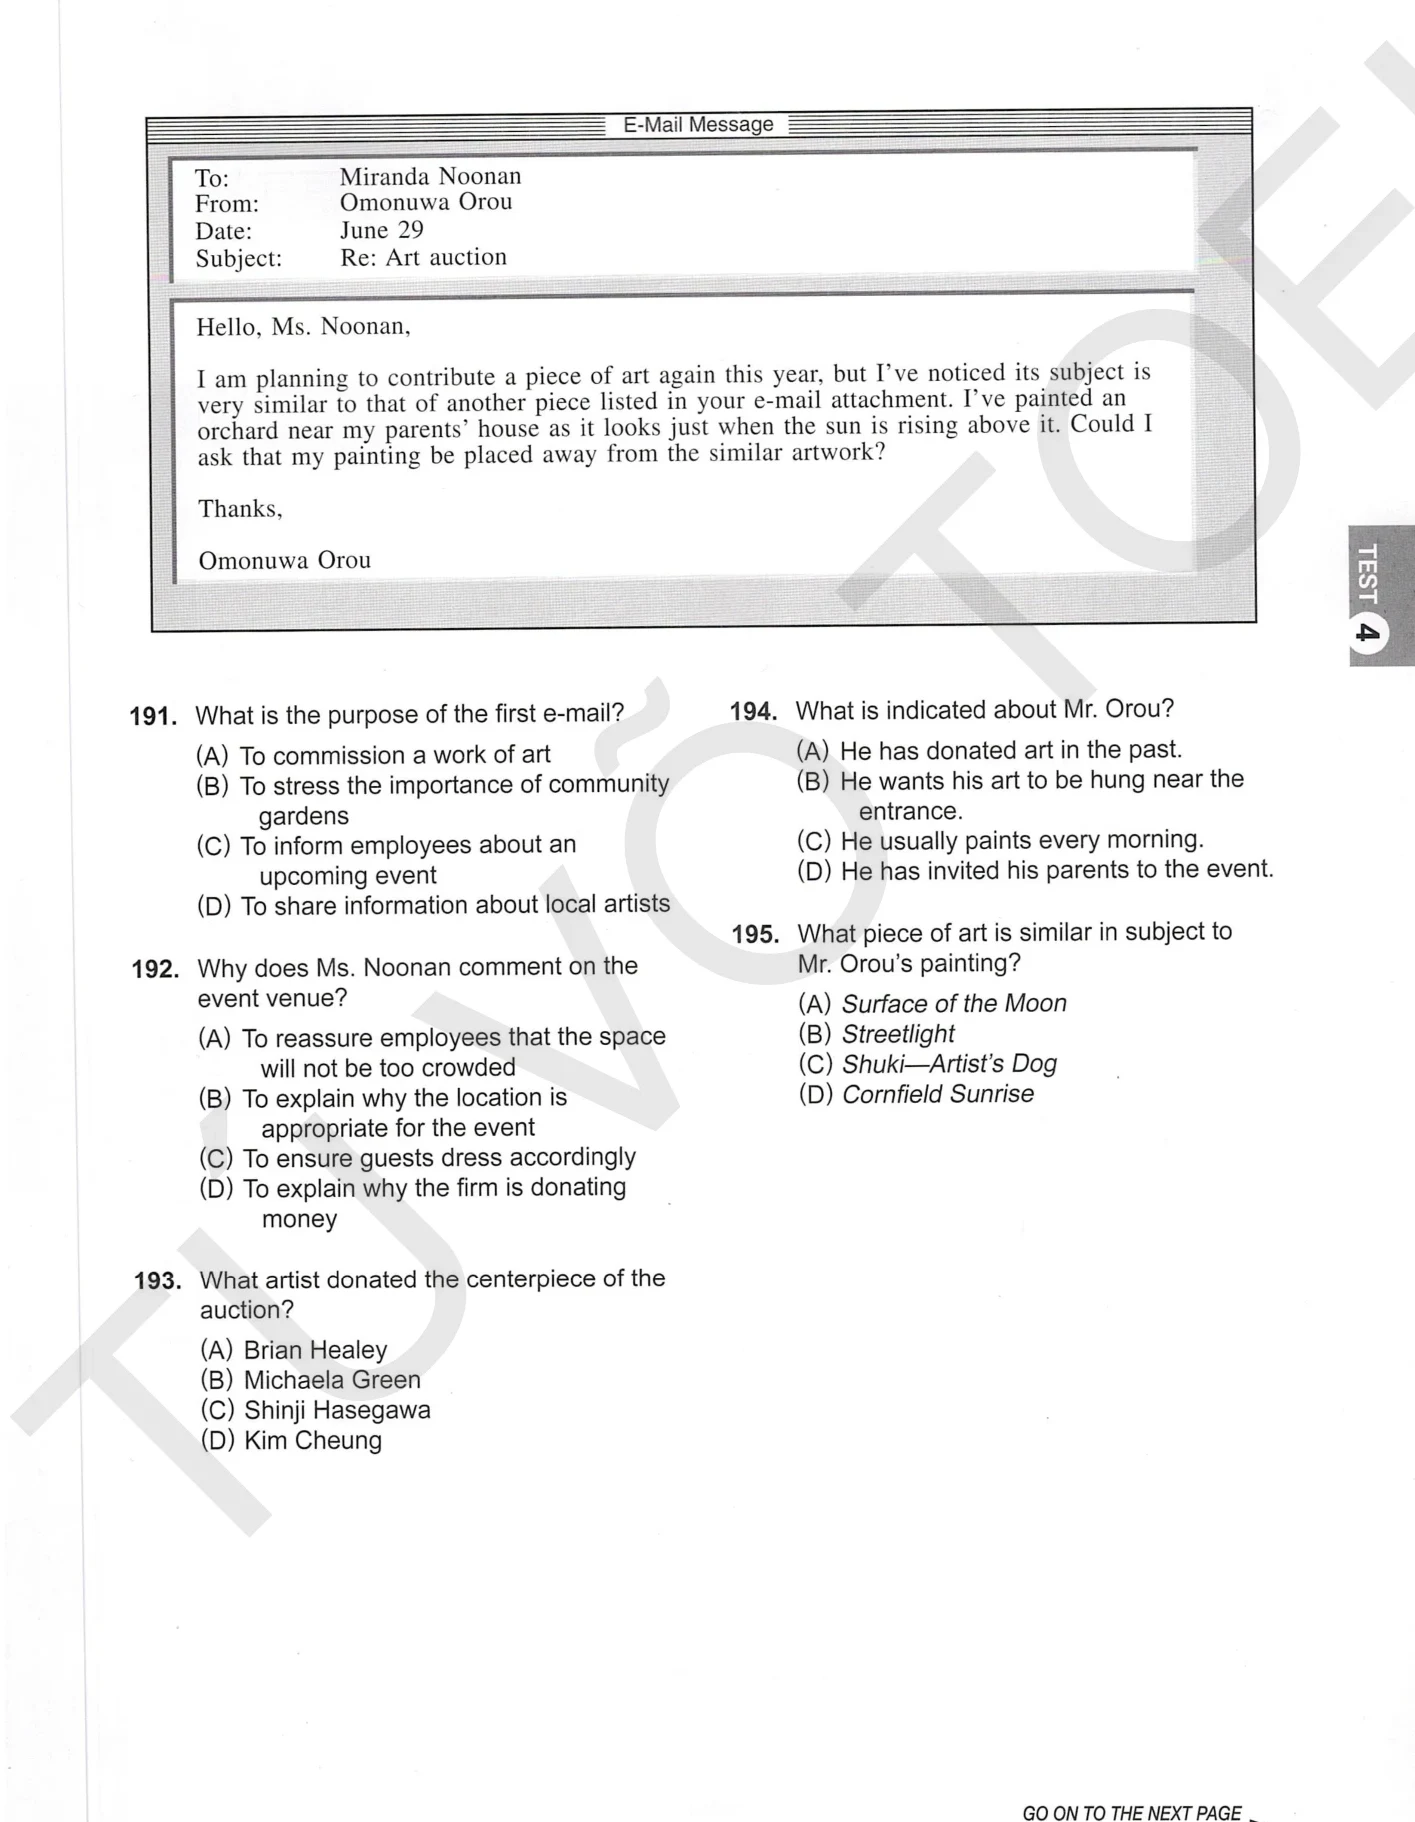 E-Mail Message
To: Miranda Noonan
From: Omonuwa Orou
Date: June 29
Subject: Re: Art auction
Hello, Ms. Noonan,
I am planning to contribute a piece of art again this year, but I've noticed its subject is
very similar to that of another piece listed in your e-mail attachment. I've painted an
orchard near my parents' house as it looks just when the sun is rising above it. Could I
ask that my painting be placed away from the similar artwork?
Thanks,
Omonuwa Orou
TEST 4
191. What is the purpose of the first e-mail?
(A) To commission a work of art
(B) To stress the importance of community
gardens
(C) To inform employees about an
upcoming event
(D) To share information about local artists
192. Why does Ms. Noonan comment on the
event venue?
(A) To reassure employees that the space
will not be too crowded
(B) To explain why the location is
appropriate for the event
(C) To ensure guests dress accordingly
(D) To explain why the firm is donating
money
193. What artist donated the centerpiece of the
auction?
(A) Brian Healey
(B) Michaela Green
(C) Shinji Hasegawa
(D) Kim Cheung
194. What is indicated about Mr. Orou?
(A) He has donated art in the past.
(B) He wants his art to be hung near the
entrance.
(C) He usually paints every morning.
(D) He has invited his parents to the event.
195. What piece of art is similar in subject to
Mr. Orou's painting?
(A) Surface of the Moon
(B) Streetlight
(C) Shuki—Artist's Dog
(D) Cornfield Sunrise
GO ON TO THE NEXT PAGE
TÚ VÕ TOE